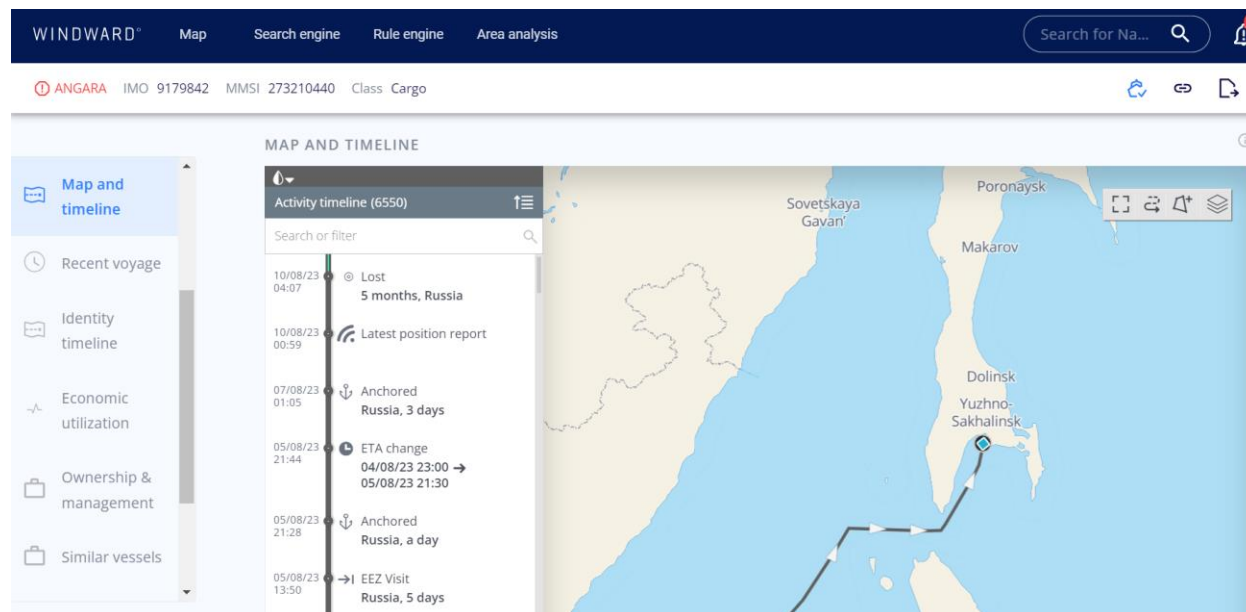 WINDWARD®
Map
Search engine
Rule engine
Area analysis
Search for Na...
ANGARA IMO 9179842 MMSI 273210440 Class Cargo
MAP AND TIMELINE
Map and
timeline
Recent voyage
Identity
timeline
Economic
utilization
Ownership &
management
Similar vessels
Activity timeline (6550)
Search or filter
10/08/23
04:07
Lost
5 months, Russia
10/08/23
00:59
Latest position report
07/08/23
01:05
Anchored
Russia, 3 days
05/08/23
21:44
ETA change
04/08/23 23:00 →
05/08/23 21:30
05/08/23
21:28
Anchored
Russia, a day
05/08/23
13:50
EEZ Visit
Russia, 5 days
Poronaysk
Sovetskaya
Gavan'
Makarov
Dolinsk
Yuzhno-
Sakhalinsk